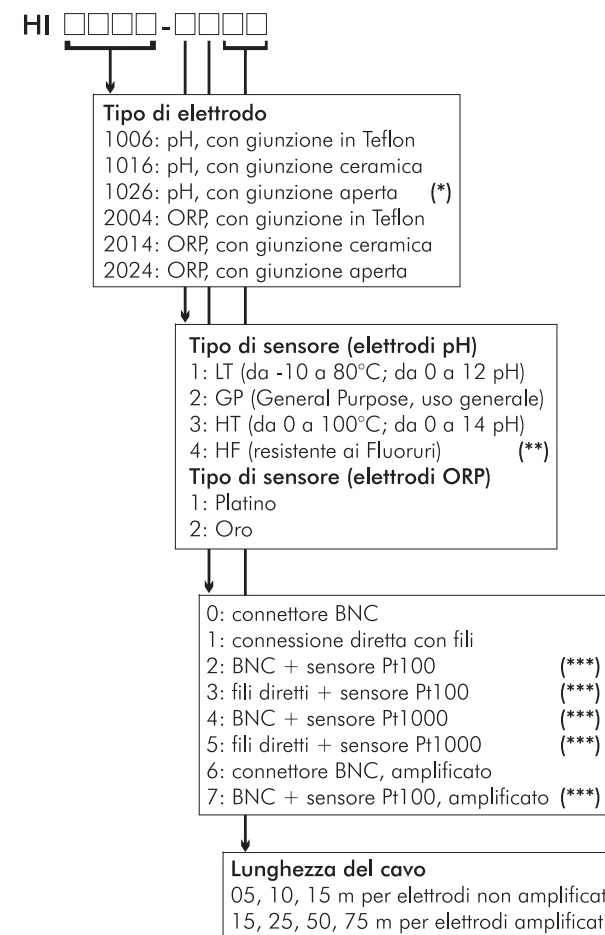 HI □□□□-□□□□
Tipo di elettrodo
1006: pH, con giunzione in Teflon
1016: pH, con giunzione ceramica
1026: pH, con giunzione aperta (*)
2004: ORP, con giunzione in Teflon
2014: ORP, con giunzione ceramica
2024: ORP, con giunzione aperta
Tipo di sensore (elettrodi pH)
1: LT (da -10 a 80°C; da 0 a 12 pH)
2: GP (General Purpose, uso generale)
3: HT (da 0 a 100°C; da 0 a 14 pH)
4: HF (resistente ai Fluoruri) (**)
Tipo di sensore (elettrodi ORP)
1: Platino
2: Oro
0: connettore BNC
1: connessione diretta con fili
2: BNC + sensore Pt100 (***)
3: fili diretti + sensore Pt100 (***)
4: BNC + sensore Pt1000 (***)
5: fili diretti + sensore Pt1000 (***)
6: connettore BNC, amplificato
7: BNC + sensore Pt100, amplificato (***)
Lunghezza del cavo
05, 10, 15 m per elettrodi non amplificat
15, 25, 50, 75 m per elettrodi amplificat